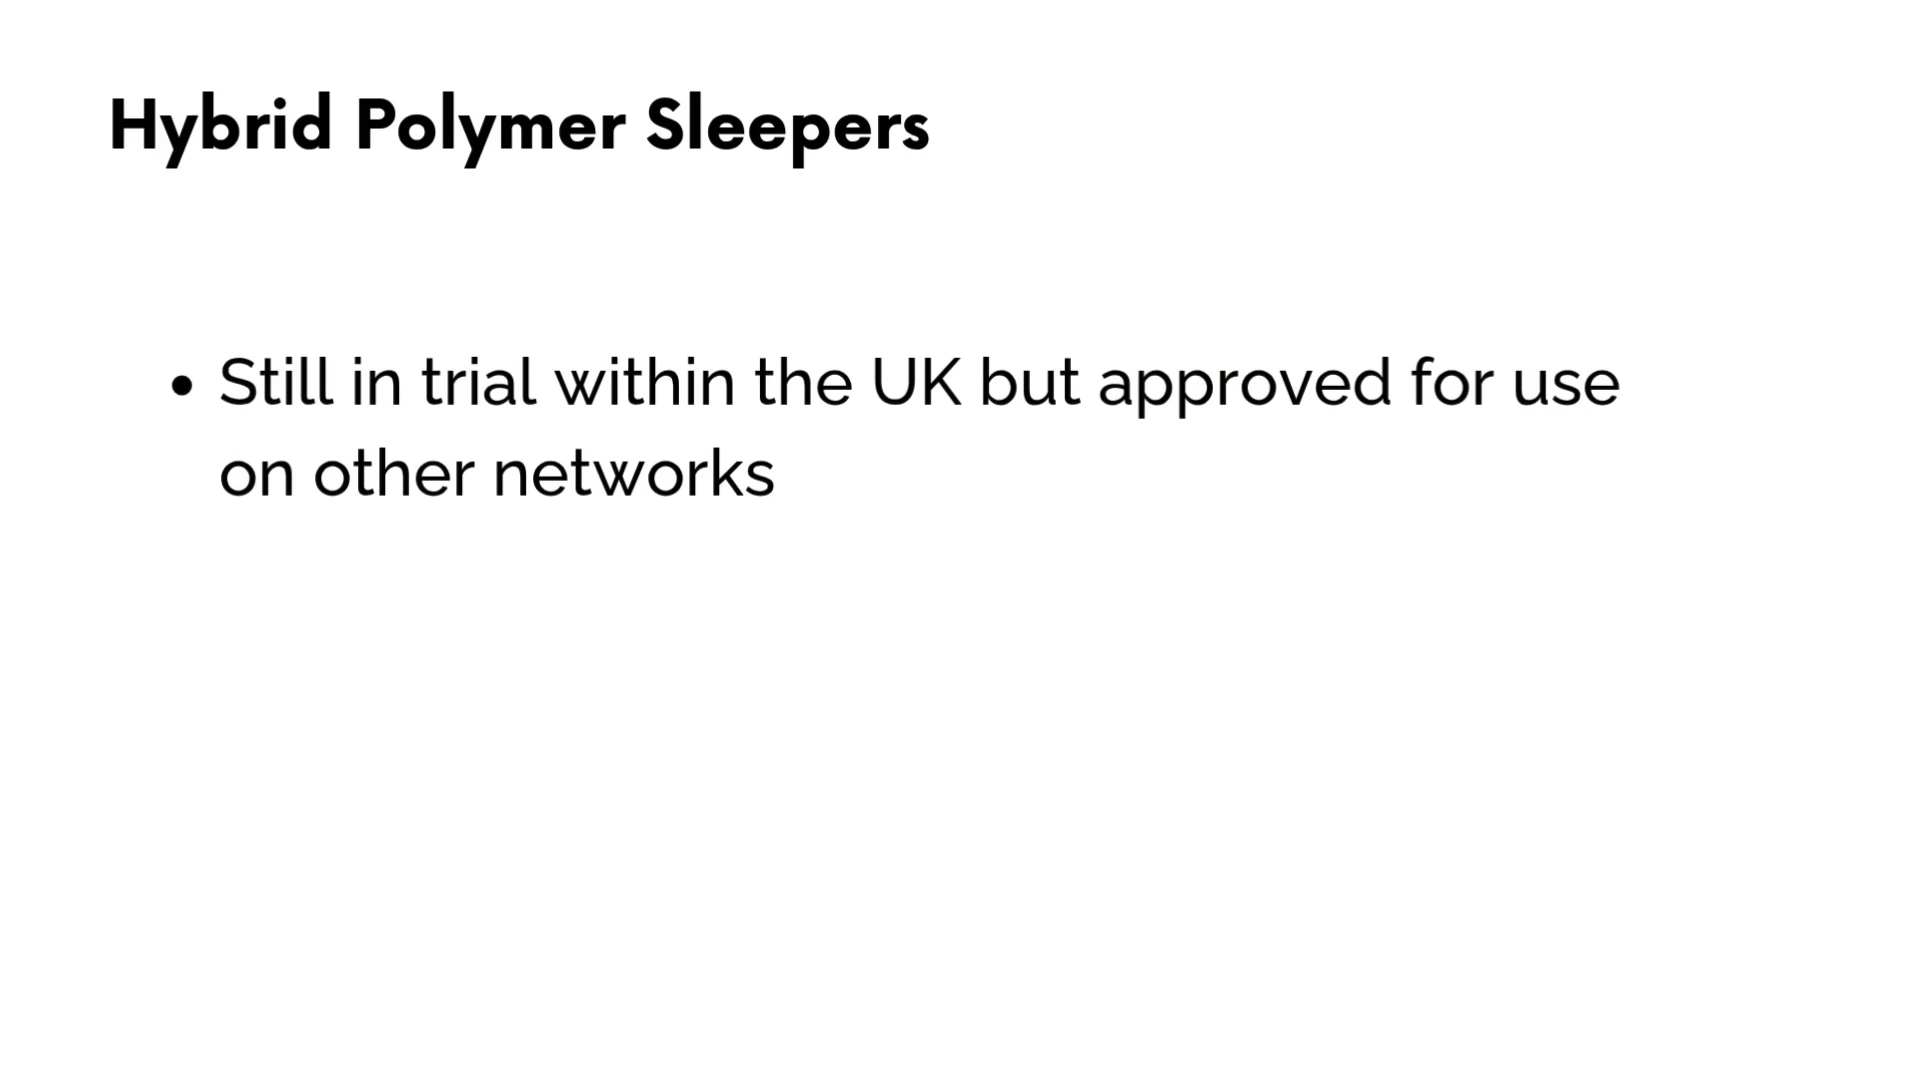 Hybrid Polymer Sleepers
• Still in trial within the UK but approved for use
on other networks